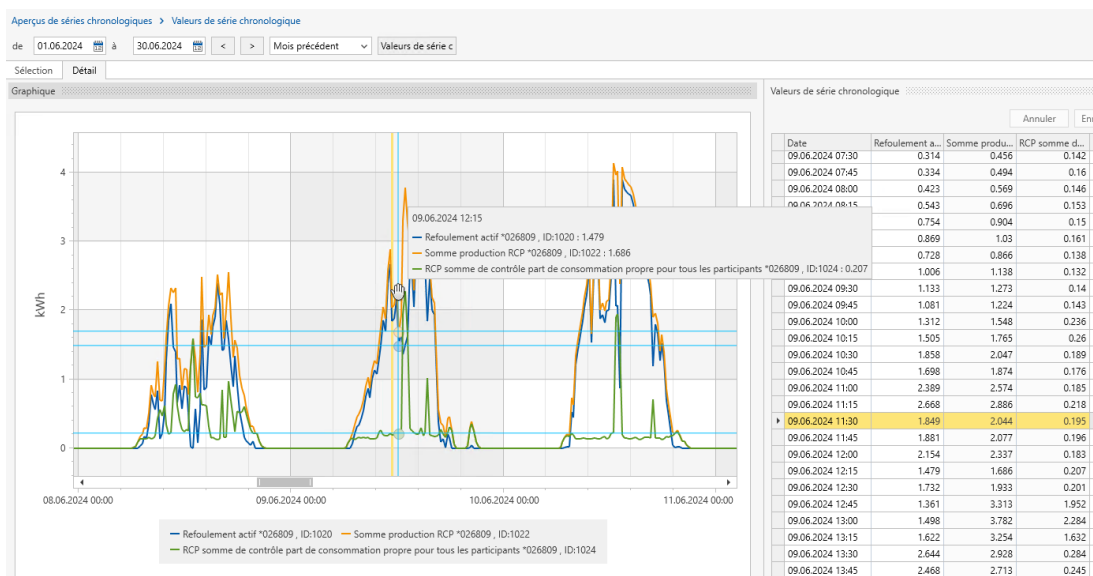 Aperçus de séries chronologiques > Valeurs de série chronologique
de 01.06.2024 à 30.06.2024 < > Mois précédent Valeurs de série c
Sélection Détail
Graphique
kWh
4
3
2
1
0
08.06.2024 00:00 09.06.2024 00:00 10.06.2024 00:00 11.06.2024 00:00
09.06.2024 12:15
Refoulement actif *026809 , ID:1020 : 1.479
Somme production RCP *026809 , ID:1022 : 1.686
RCP somme de contrôle part de consommation propre pour tous les participants *026809 , ID:1024 : 0.207
Refoulement actif *026809 , ID:1020 Somme production RCP *026809 , ID:1022
RCP somme de contrôle part de consommation propre pour tous les participants *026809 , ID:1024
Valeurs de série chronologique
Annuler En
Date Refoulement a... Somme produ... RCP somme d...
09.06.2024 07:30 0.314 0.456 0.142
09.06.2024 07:45 0.334 0.494 0.16
09.06.2024 08:00 0.423 0.569 0.146
09.06.2024 08:15 0.543 0.696 0.153
0.754 0.904 0.15
0.869 1.03 0.161
0.728 0.866 0.138
1.006 1.138 0.132
09.06.2024 09:30 1.133 1.273 0.14
09.06.2024 09:45 1.081 1.224 0.143
09.06.2024 10:00 1.312 1.548 0.236
09.06.2024 10:15 1.505 1.765 0.26
09.06.2024 10:30 1.858 2.047 0.189
09.06.2024 10:45 1.698 1.874 0.176
09.06.2024 11:00 2.389 2.574 0.185
09.06.2024 11:15 2.668 2.886 0.218
09.06.2024 11:30 1.849 2.044 0.195
09.06.2024 11:45 1.881 2.077 0.196
09.06.2024 12:00 2.154 2.337 0.183
09.06.2024 12:15 1.479 1.686 0.207
09.06.2024 12:30 1.732 1.933 0.201
09.06.2024 12:45 1.361 3.313 1.952
09.06.2024 13:00 1.498 3.782 2.284
09.06.2024 13:15 1.622 3.254 1.632
09.06.2024 13:30 2.644 2.928 0.284
09.06.2024 13:45 2.468 2.713 0.245